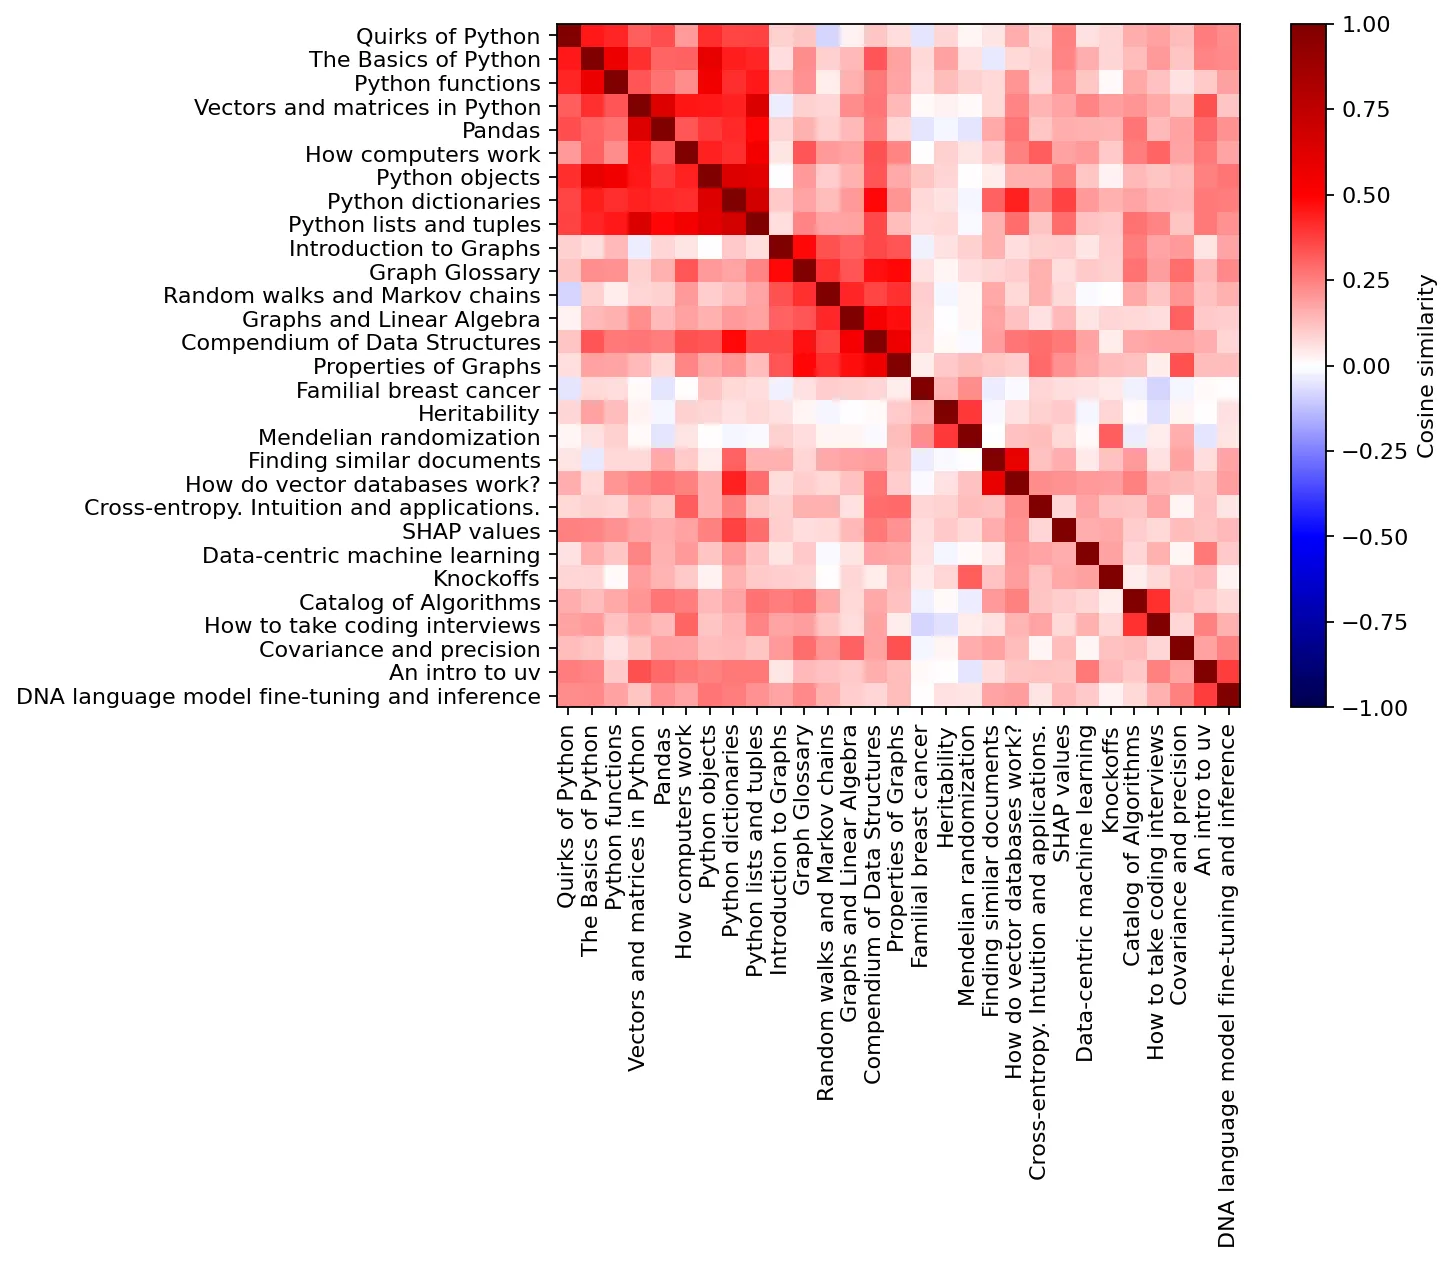 Quirks of Python
The Basics of Python
Python functions
Vectors and matrices in Python
Pandas
How computers work
Python objects
Python dictionaries
Python lists and tuples
Introduction to Graphs
Graph Glossary
Random walks and Markov chains
Graphs and Linear Algebra
Compendium of Data Structures
Properties of Graphs
Familial breast cancer
Heritability
Mendelian randomization
Finding similar documents
How do vector databases work?
Cross-entropy. Intuition and applications.
SHAP values
Data-centric machine learning
Knockoffs
Catalog of Algorithms
How to take coding interviews
Covariance and precision
An intro to uv
DNA language model fine-tuning and inference
Quirks of Python
The Basics of Python
Python functions
Vectors and matrices in Python
Pandas
How computers work
Python objects
Python dictionaries
Python lists and tuples
Introduction to Graphs
Graph Glossary
Random walks and Markov chains
Graphs and Linear Algebra
Compendium of Data Structures
Properties of Graphs
Familial breast cancer
Heritability
Mendelian randomization
Finding similar documents
How do vector databases work?
Cross-entropy. Intuition and applications.
SHAP values
Data-centric machine learning
Knockoffs
Catalog of Algorithms
How to take coding interviews
Covariance and precision
An intro to uv
DNA language model fine-tuning and inference
1.00
0.75
0.50
0.25
0.00
−0.25
−0.50
−0.75
−1.00
Cosine similarity